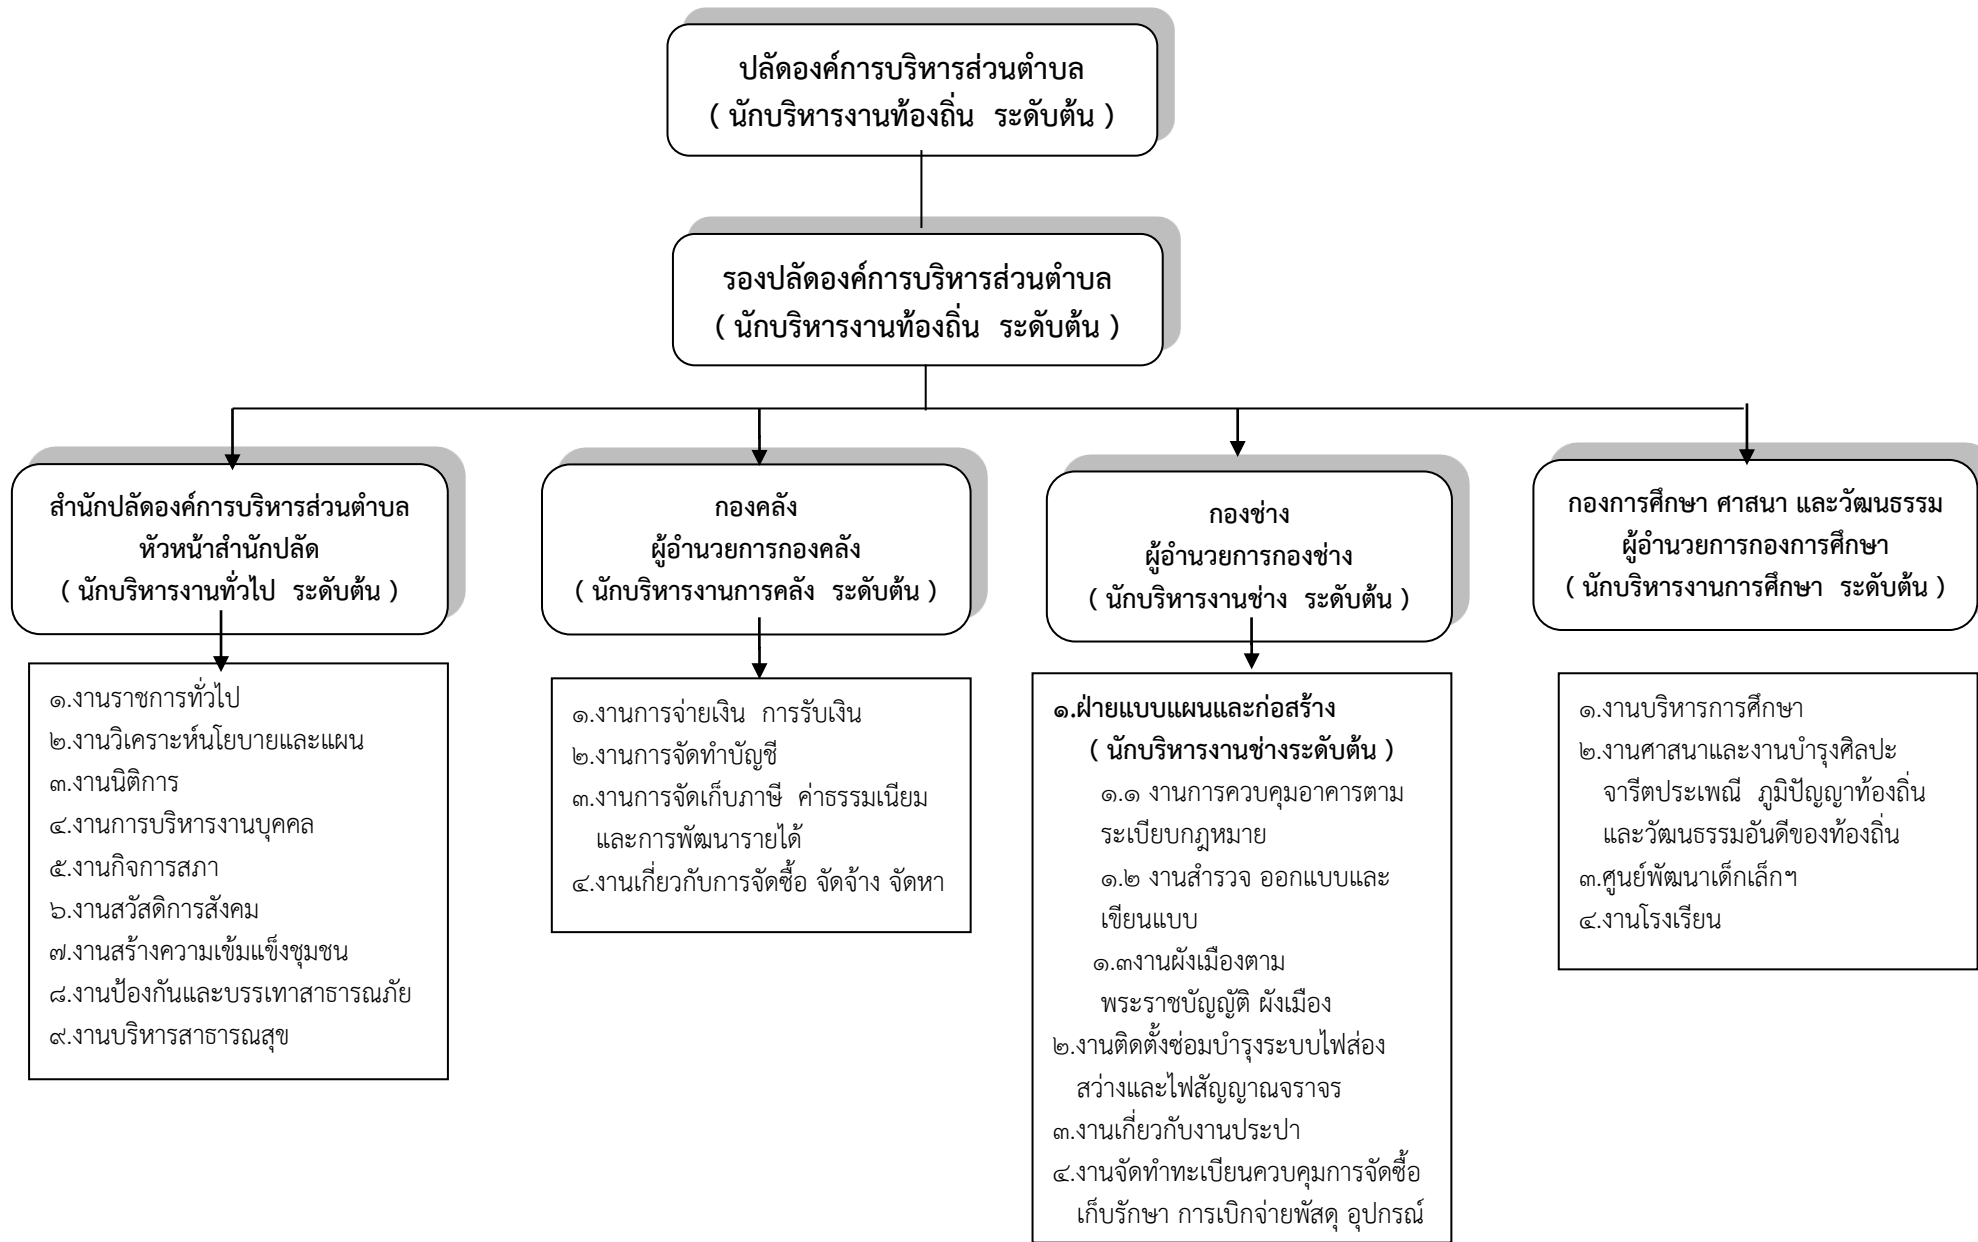 ปลัดองค์การบริหารส่วนตำบล
( นักบริหารงานท้องถิ่น  ระดับต้น )
รองปลัดองค์การบริหารส่วนตำบล
( นักบริหารงานท้องถิ่น  ระดับต้น )
สำนักปลัดองค์การบริหารส่วนตำบล
หัวหน้าสำนักปลัด
( นักบริหารงานทั่วไป  ระดับต้น )
กองคลัง
ผู้อำนวยการกองคลัง
( นักบริหารงานการคลัง  ระดับต้น )
กองช่าง
ผู้อำนวยการกองช่าง
( นักบริหารงานช่าง  ระดับต้น )
กองการศึกษา ศาสนา และวัฒนธรรม
ผู้อำนวยการกองการศึกษา
( นักบริหารงานการศึกษา  ระดับต้น )
๑.งานราชการทั่วไป
๒.งานวิเคราะห์นโยบายและแผน
๓.งานนิติการ
๔.งานการบริหารงานบุคคล
๕.งานกิจการสภา
๖.งานสวัสดิการสังคม
๗.งานสร้างความเข้มแข็งชุมชน
๘.งานป้องกันและบรรเทาสาธารณภัย
๙.งานบริหารสาธารณสุข
๑.งานการจ่ายเงิน  การรับเงิน
๒.งานการจัดทำบัญชี
๓.งานการจัดเก็บภาษี  ค่าธรรมเนียม
และการพัฒนารายได้
๔.งานเกี่ยวกับการจัดซื้อ จัดจ้าง จัดหา
๑.ฝ่ายแบบแผนและก่อสร้าง
( นักบริหารงานช่างระดับต้น )
๑.๑ งานการควบคุมอาคารตาม
ระเบียบกฎหมาย
๑.๒ งานสำรวจ ออกแบบและ
เขียนแบบ
๑.๓งานผังเมืองตาม
พระราชบัญญัติ ผังเมือง
๒.งานติดตั้งซ่อมบำรุงระบบไฟส่อง
สว่างและไฟสัญญาณจราจร
๓.งานเกี่ยวกับงานประปา
๔.งานจัดทำทะเบียนควบคุมการจัดซื้อ
เก็บรักษา การเบิกจ่ายพัสดุ อุปกรณ์
๑.งานบริหารการศึกษา
๒.งานศาสนาและงานบำรุงศิลปะ
จารีตประเพณี  ภูมิปัญญาท้องถิ่น
และวัฒนธรรมอันดีของท้องถิ่น
๓.ศูนย์พัฒนาเด็กเล็กฯ
๔.งานโรงเรียน